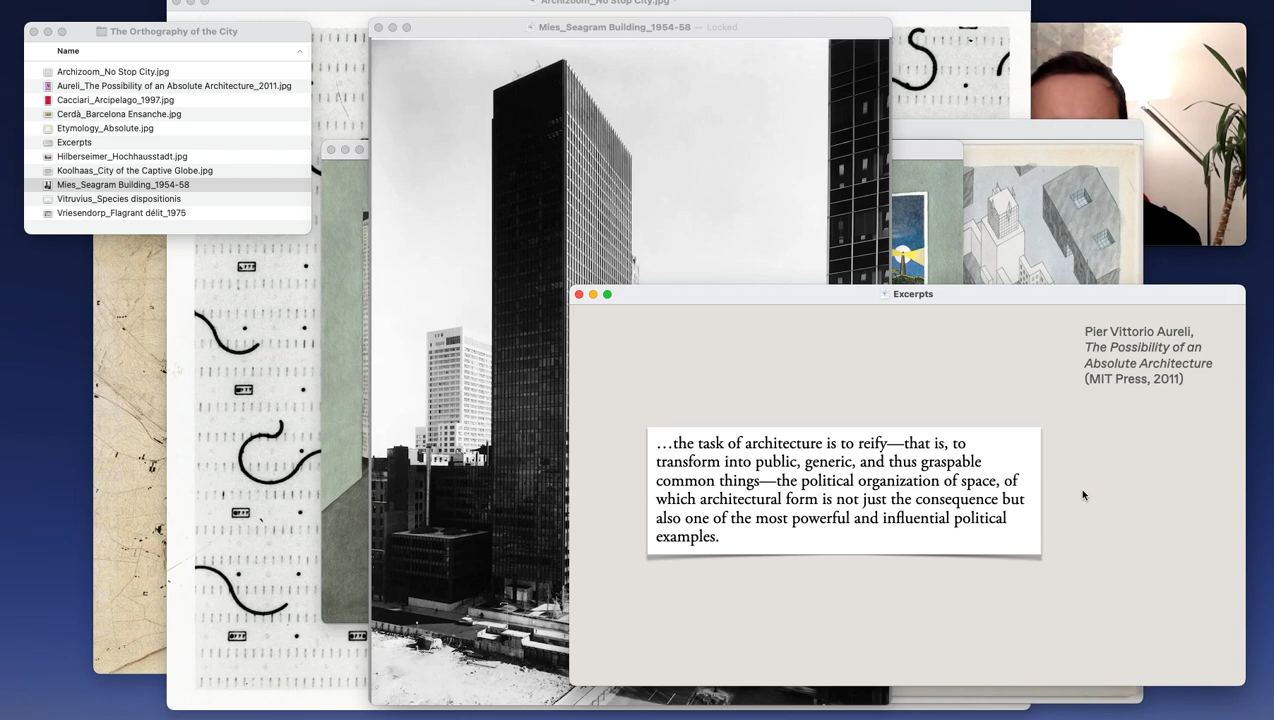 Archizoom_No Stop City.jpg
The Orthography of the City
Mies_Seagram Building_1954-58 — Locked
Name
Archizoom_No Stop City.jpg
Aureli_The Possibility of an Absolute Architecture_2011.jpg
Cacciari_Arcipelago_1997.jpg
Cerdà_Barcelona Ensanche.jpg
Etymology_Absolute.jpg
Excerpts
Hilberseimer_Hochhausstadt.jpg
Koolhaas_City of the Captive Globe.jpg
Mies_Seagram Building_1954-58
Vitruvius_Species dispositionis
Vriesendorp_Flagrant délit_1975
Excerpts
Pier Vittorio Aureli,
The Possibility of an
Absolute Architecture
(MIT Press, 2011)
…the task of architecture is to reify—that is, to
transform into public, generic, and thus graspable
common things—the political organization of space, of
which architectural form is not just the consequence but
also one of the most powerful and influential political
examples.